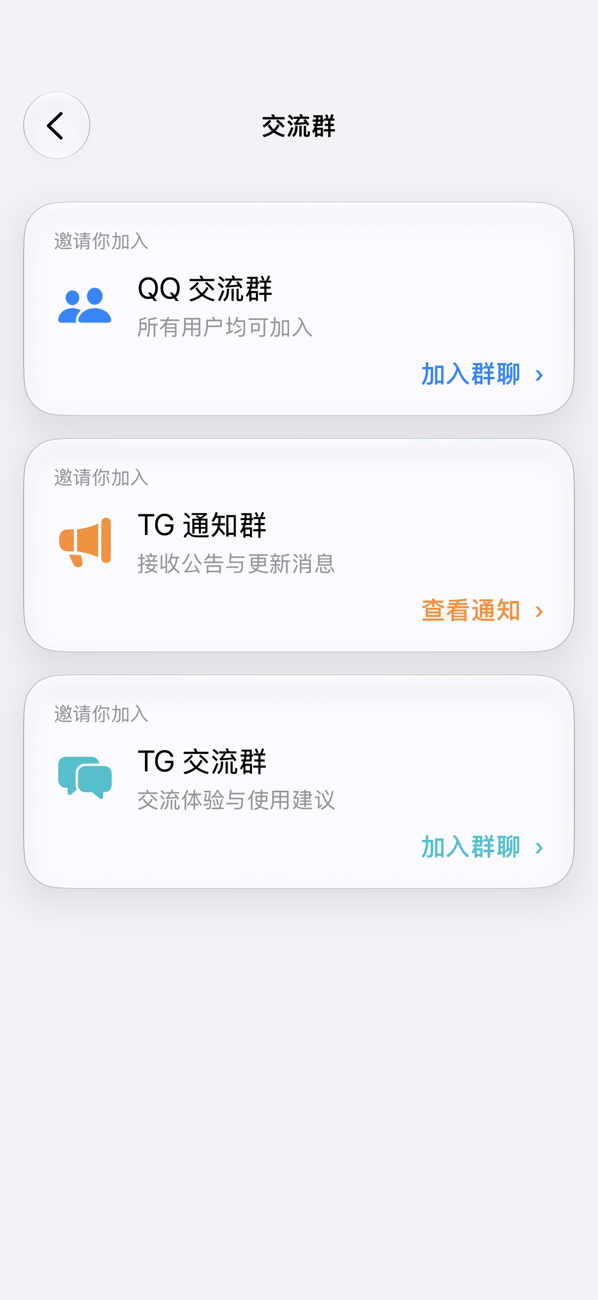 交流群
邀请你加入
QQ 交流群
所有用户均可加入
加入群聊 ›
邀请你加入
TG 通知群
接收公告与更新消息
查看通知 ›
邀请你加入
TG 交流群
交流体验与使用建议
加入群聊 ›